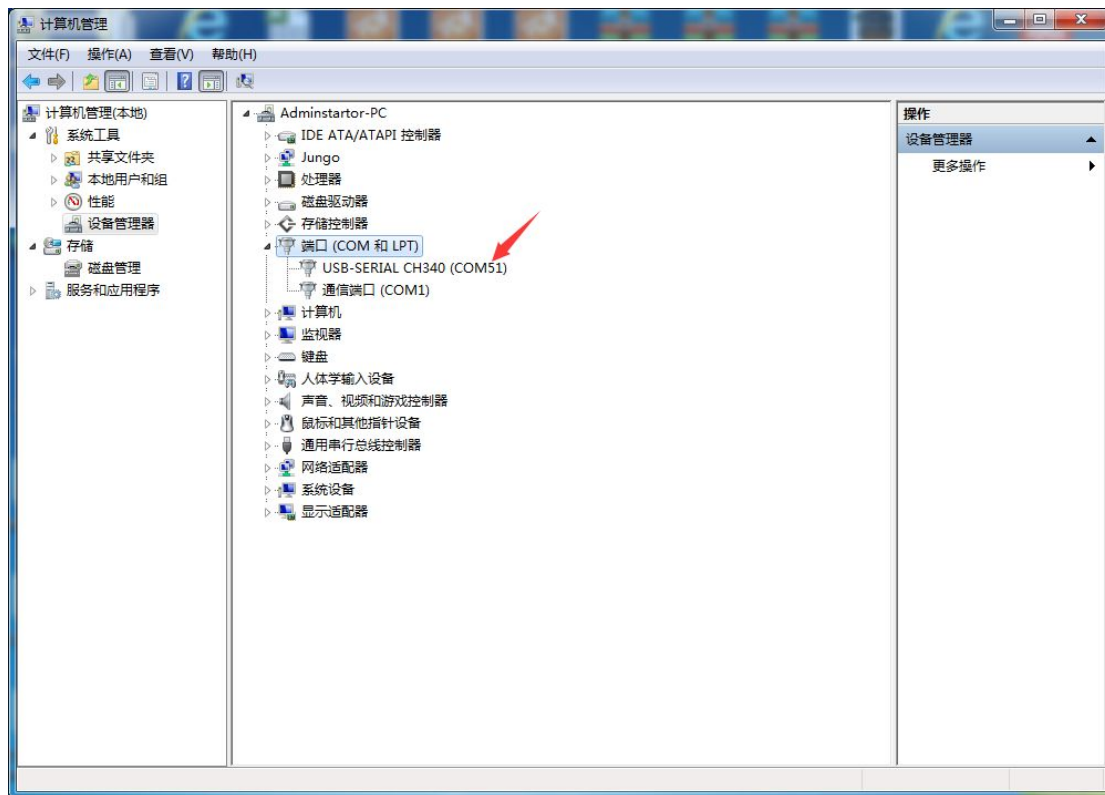 计算机管理
文件(F) 操作(A) 查看(V) 帮助(H)
计算机管理(本地)
系统工具
共享文件夹
本地用户和组
性能
设备管理器
存储
磁盘管理
服务和应用程序
Adminstartor-PC
IDE ATA/ATAPI 控制器
Jungo
处理器
磁盘驱动器
存储控制器
端口 (COM 和 LPT)
USB-SERIAL CH340 (COM51)
通信端口 (COM1)
计算机
监视器
键盘
人体学输入设备
声音、视频和游戏控制器
鼠标和其他指针设备
通用串行总线控制器
网络适配器
系统设备
显示适配器
操作
设备管理器
更多操作